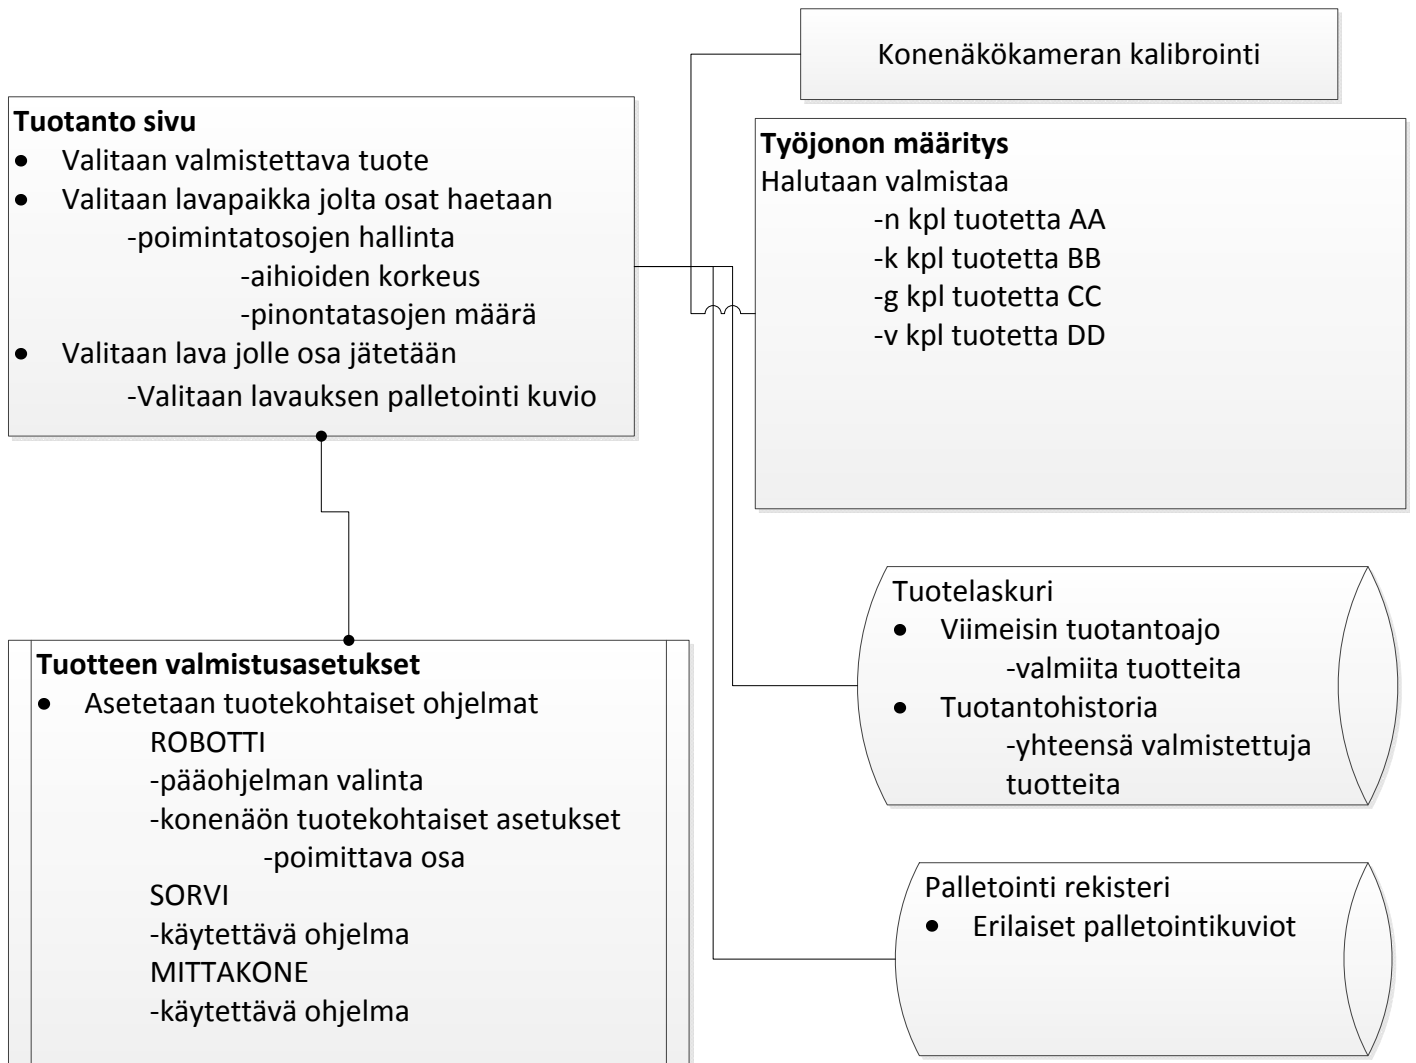 Konenäkökameran kalibrointi
Tuotanto sivu
• Valitaan valmistettava tuote
• Valitaan lavapaikka jolta osat haetaan
-poimintatosojen hallinta
-aihioiden korkeus
-pinontatasojen määrä
• Valitaan lava jolle osa jätetään
-Valitaan lavauksen palletointi kuvio
Työjonon määritys
Halutaan valmistaa
-n kpl tuotetta AA
-k kpl tuotetta BB
-g kpl tuotetta CC
-v kpl tuotetta DD
Tuotteen valmistusasetukset
• Asetetaan tuotekohtaiset ohjelmat
ROBOTTI
-pääohjelman valinta
-konenäön tuotekohtaiset asetukset
-poimittava osa
SORVI
-käytettävä ohjelma
MITTAKONE
-käytettävä ohjelma
Tuotelaskuri
• Viimeisin tuotantoajo
-valmiita tuotteita
• Tuotantohistoria
-yhteensä valmistettuja
tuotteita
Palletointi rekisteri
• Erilaiset palletointikuviot